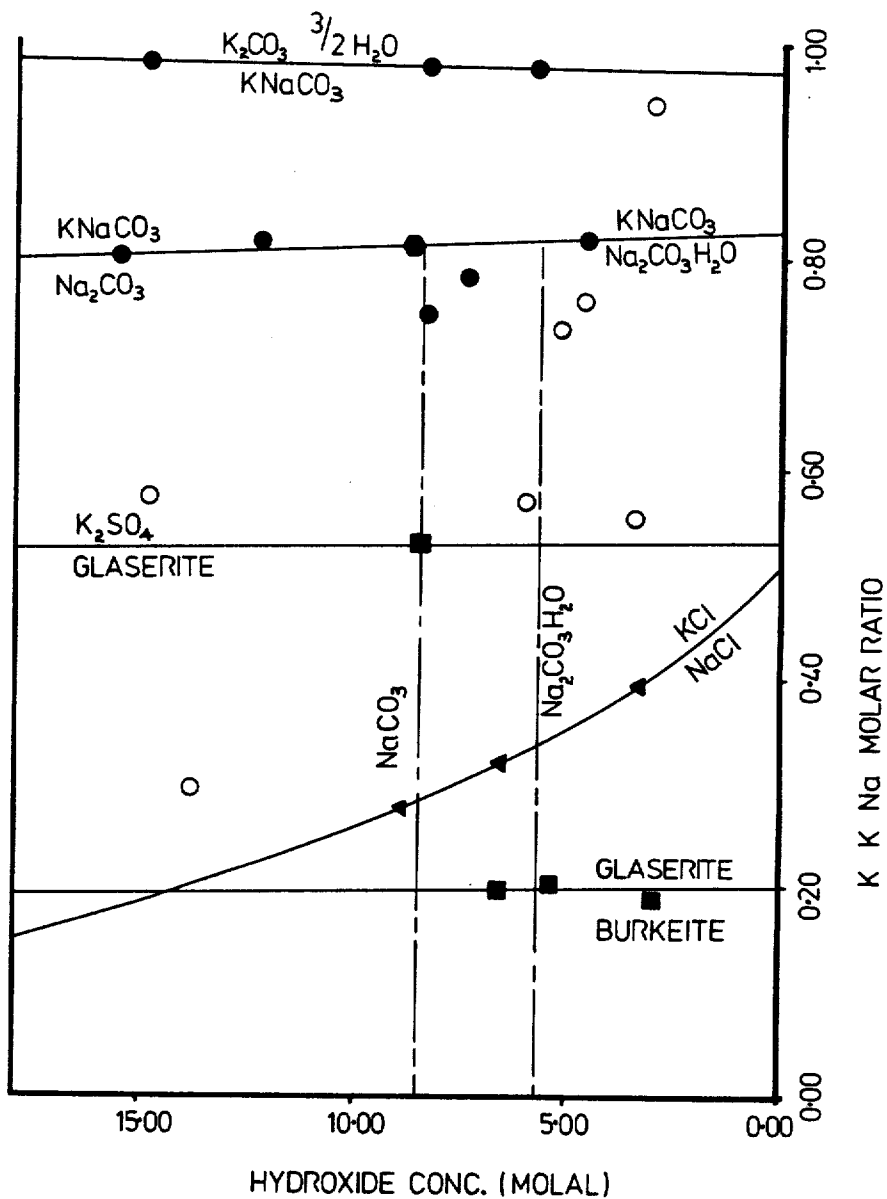 K₂CO₃ 3/2 H₂O
KNaCO₃
KNaCO₃
Na₂CO₃
KNaCO₃
Na₂CO₃H₂O
K₂SO₄
GLASERITE
NaCO₃
Na₂CO₃H₂O
KCl
NaCl
GLASERITE
BURKEITE
1·00
0·80
0·60
0·40
0·20
0·00
K K Na MOLAR RATIO
15·00
10·00
5·00
0·00
HYDROXIDE CONC. (MOLAL)